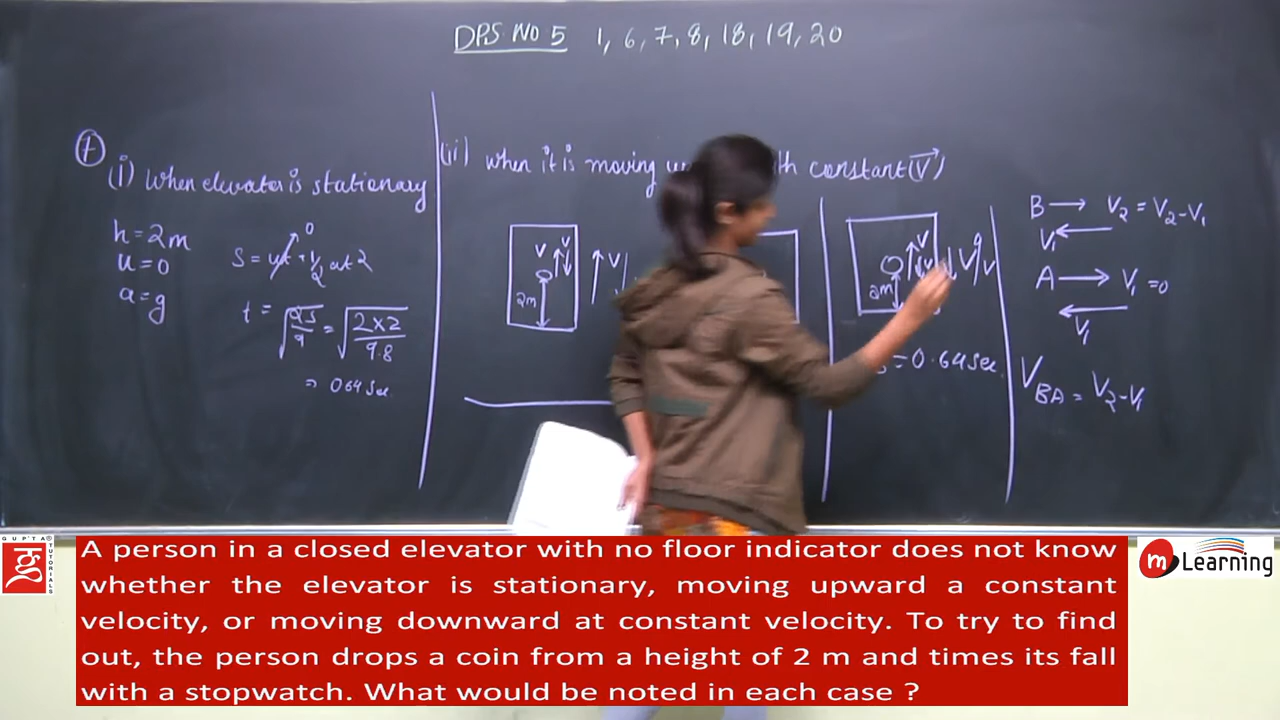 DPS NO 5 1, 6, 7, 8, 18, 19, 20
7
(i) When elevator is stationary
h = 2m
u = 0
a = g
S = ut + 1/2 at2
0
t = √2S/9 = √2×2/9.8
= 064 Sec.
(ii) when it is moving constant (V)
V V
2m
V
V
V
2m
V g V
= 0.64 Sec.
B → V2 = V2-V1
V1 ←
A → V1 = 0
←
V1
VBA = V2-V1
GUPTA®
TUTORIALS
A person in a closed elevator with no floor indicator does not know
whether the elevator is stationary, moving upward a constant
velocity, or moving downward at constant velocity. To try to find
out, the person drops a coin from a height of 2 m and times its fall
with a stopwatch. What would be noted in each case ?
m Learning